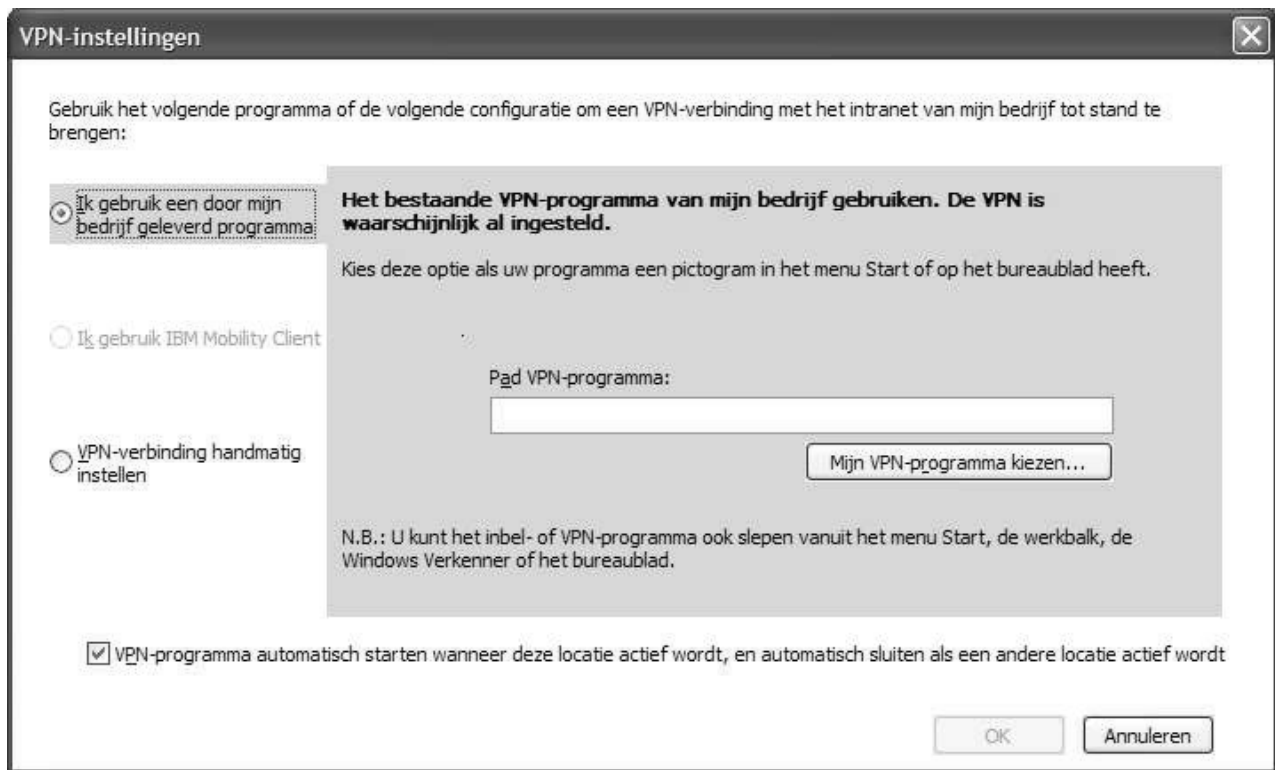 VPN-instellingen
Gebruik het volgende programma of de volgende configuratie om een VPN-verbinding met het intranet van mijn bedrijf tot stand te
brengen:
Ik gebruik een door mijn
bedrijf geleverd programma
Het bestaande VPN-programma van mijn bedrijf gebruiken. De VPN is
waarschijnlijk al ingesteld.
Kies deze optie als uw programma een pictogram in het menu Start of op het bureaublad heeft.
Ik gebruik IBM Mobility Client
Pad VPN-programma:
VPN-verbinding handmatig
instellen
Mijn VPN-programma kiezen...
N.B.: U kunt het inbel- of VPN-programma ook slepen vanuit het menu Start, de werkbalk, de
Windows Verkenner of het bureaublad.
VPN-programma automatisch starten wanneer deze locatie actief wordt, en automatisch sluiten als een andere locatie actief wordt
OK
Annuleren